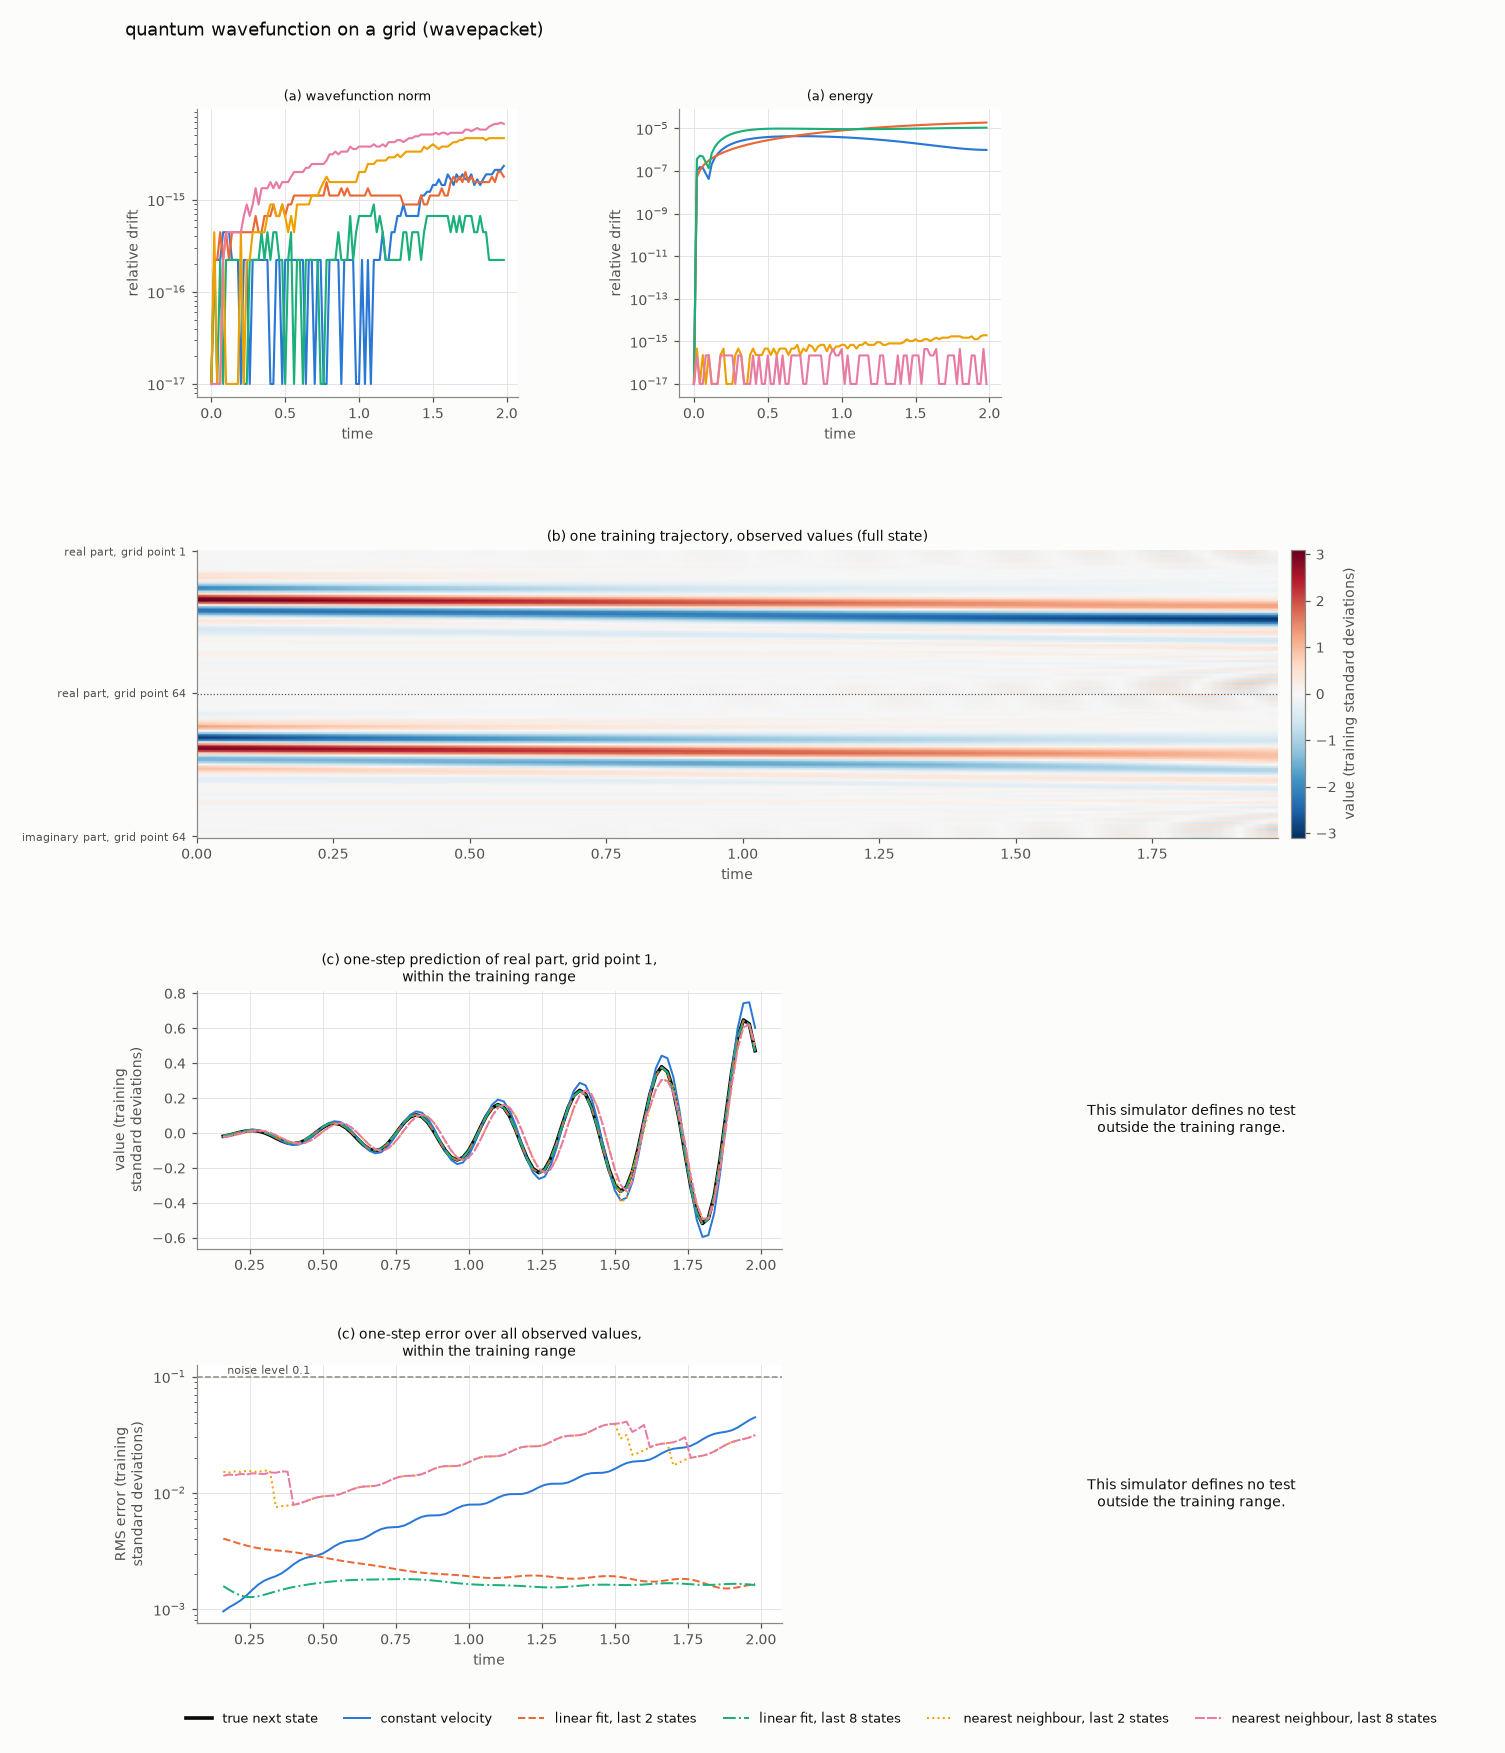 quantum wavefunction on a grid (wavepacket)
(a) wavefunction norm
(a) energy
relative drift
10^−15
10^−16
10^−17
0.0 0.5 1.0 1.5 2.0
time
relative drift
10^−5
10^−7
10^−9
10^−11
10^−13
10^−15
10^−17
0.0 0.5 1.0 1.5 2.0
time
(b) one training trajectory, observed values (full state)
real part, grid point 1
real part, grid point 64
imaginary part, grid point 64
0.00 0.25 0.50 0.75 1.00 1.25 1.50 1.75
time
3
2
1
0
−1
−2
−3
value (training standard deviations)
(c) one-step prediction of real part, grid point 1,
within the training range
value (training
standard deviations)
0.8
0.6
0.4
0.2
0.0
−0.2
−0.4
−0.6
0.25 0.50 0.75 1.00 1.25 1.50 1.75 2.00
This simulator defines no test
outside the training range.
(c) one-step error over all observed values,
within the training range
RMS error (training
standard deviations)
10^−1
10^−2
10^−3
noise level 0.1
0.25 0.50 0.75 1.00 1.25 1.50 1.75 2.00
time
This simulator defines no test
outside the training range.
true next state constant velocity linear fit, last 2 states linear fit, last 8 states nearest neighbour, last 2 states nearest neighbour, last 8 states